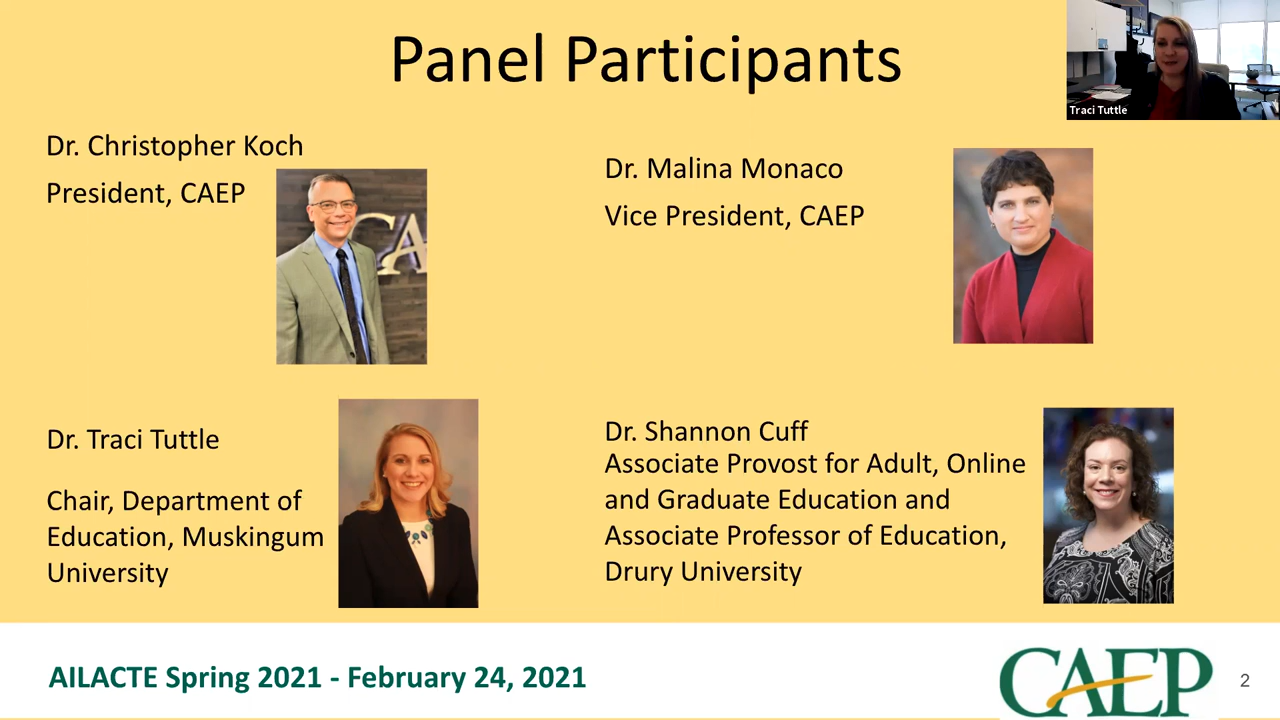 Panel Participants
Traci Tuttle
Dr. Christopher Koch
President, CAEP
CA
Dr. Malina Monaco
Vice President, CAEP
Dr. Traci Tuttle
Chair, Department of
Education, Muskingum
University
Dr. Shannon Cuff
Associate Provost for Adult, Online
and Graduate Education and
Associate Professor of Education,
Drury University
AILACTE Spring 2021 - February 24, 2021
CAEP
2